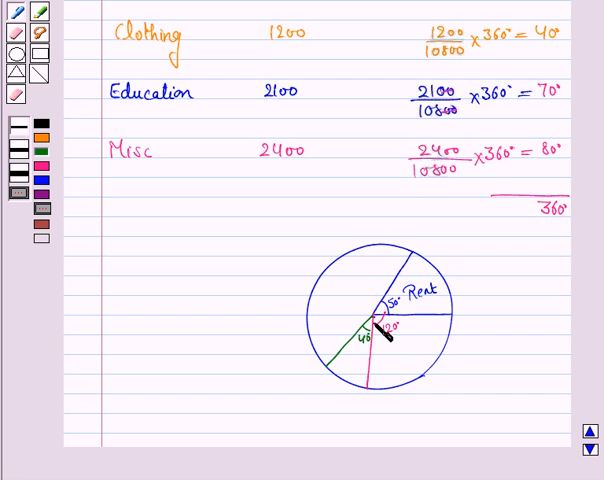 Clothing 1200 1200/10800 × 360° = 40°
Education 2100 2100/10800 × 360° = 70°
Misc 2400 2400/10800 × 360° = 80°
360°
50° Rent
40° 120°